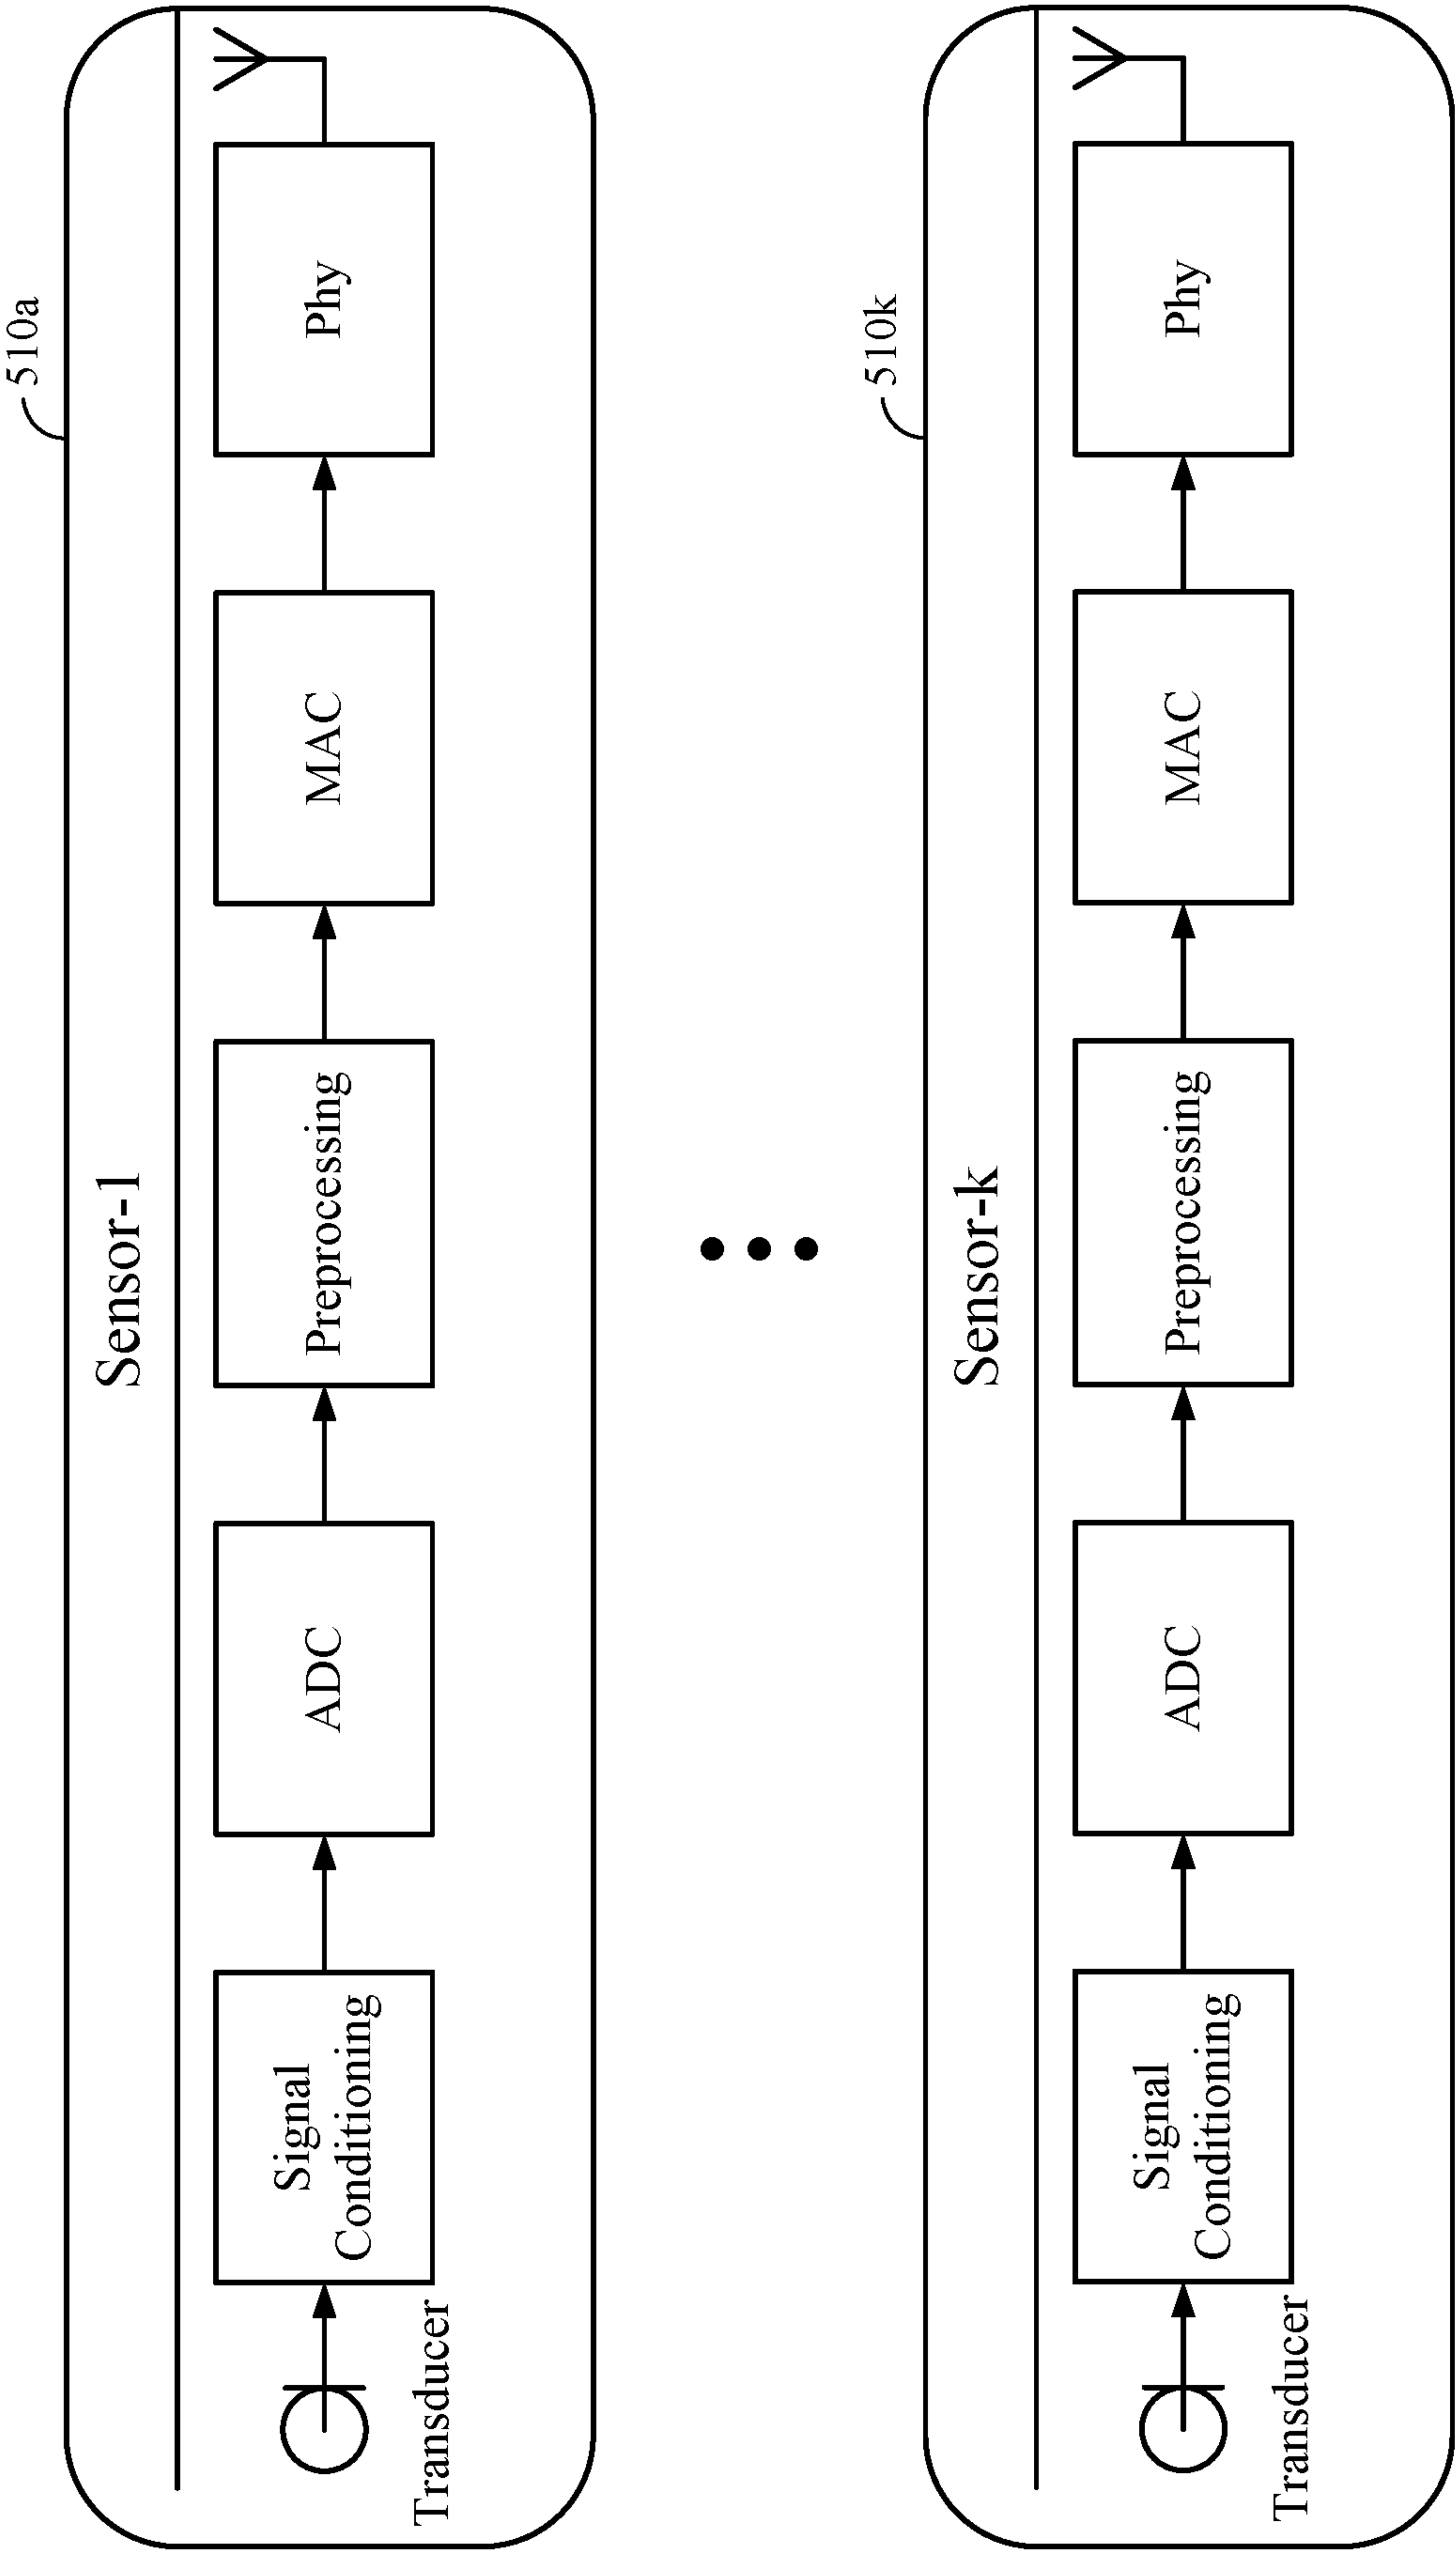 510a
Sensor-1
Transducer
Signal
Conditioning
ADC
Preprocessing
MAC
Phy
510k
Sensor-k
Transducer
Signal
Conditioning
ADC
Preprocessing
MAC
Phy